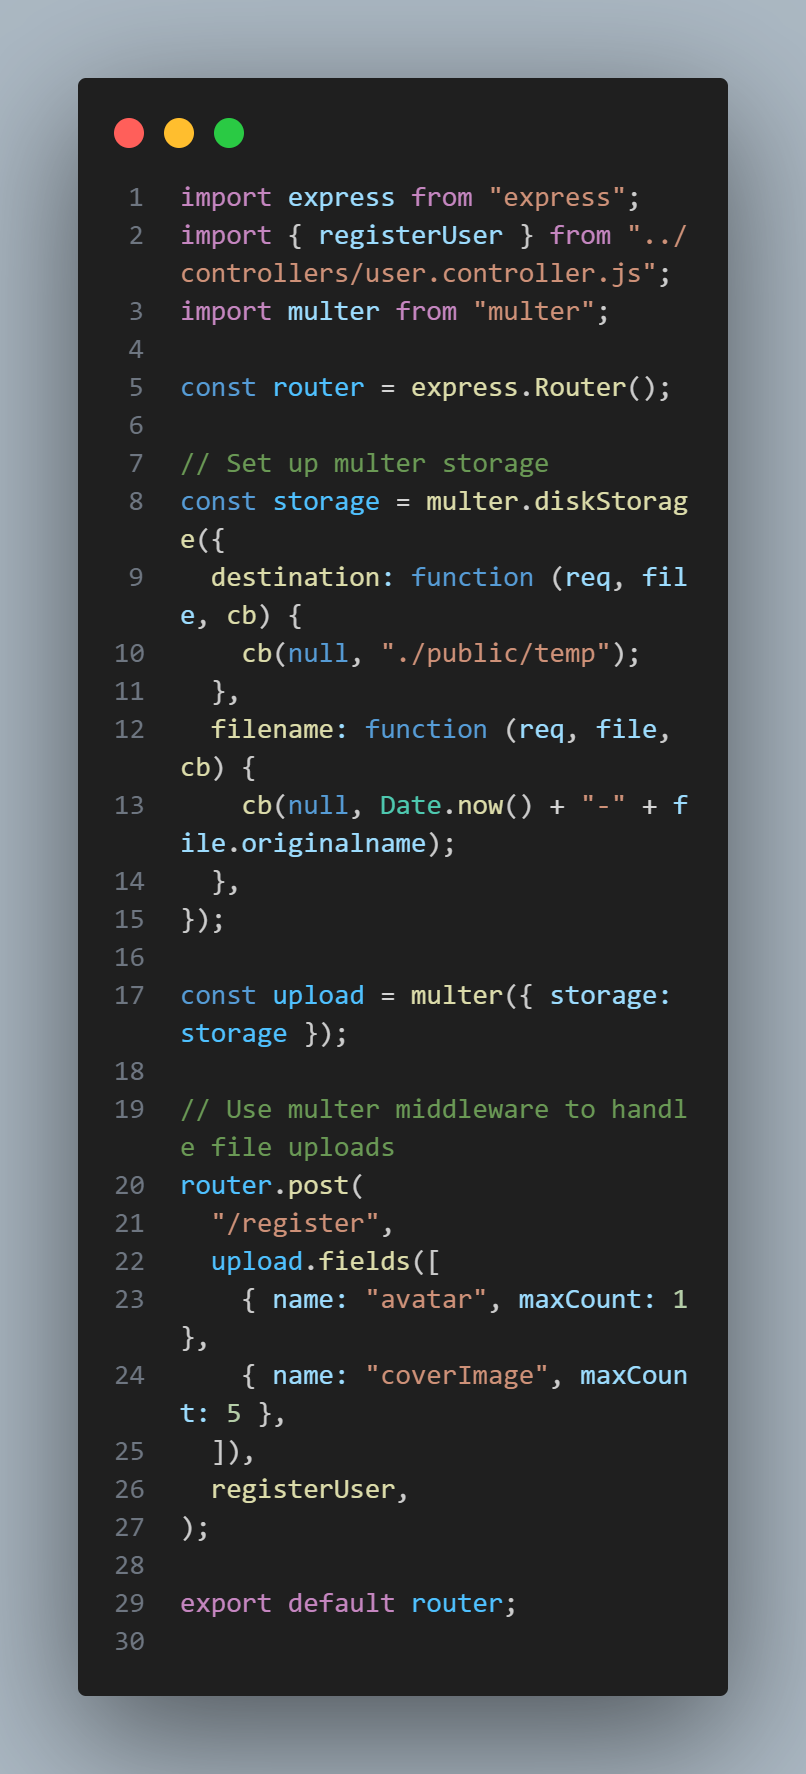 1 import express from "express";
2 import { registerUser } from "../
controllers/user.controller.js";
3 import multer from "multer";
4
5 const router = express.Router();
6
7 // Set up multer storage
8 const storage = multer.diskStorag
e({
9   destination: function (req, fil
e, cb) {
10     cb(null, "./public/temp");
11   },
12   filename: function (req, file,
cb) {
13     cb(null, Date.now() + "-" + f
ile.originalname);
14   },
15 });
16
17 const upload = multer({ storage:
storage });
18
19 // Use multer middleware to handl
e file uploads
20 router.post(
21   "/register",
22   upload.fields([
23     { name: "avatar", maxCount: 1
},
24     { name: "coverImage", maxCoun
t: 5 },
25   ]),
26   registerUser,
27 );
28
29 export default router;
30